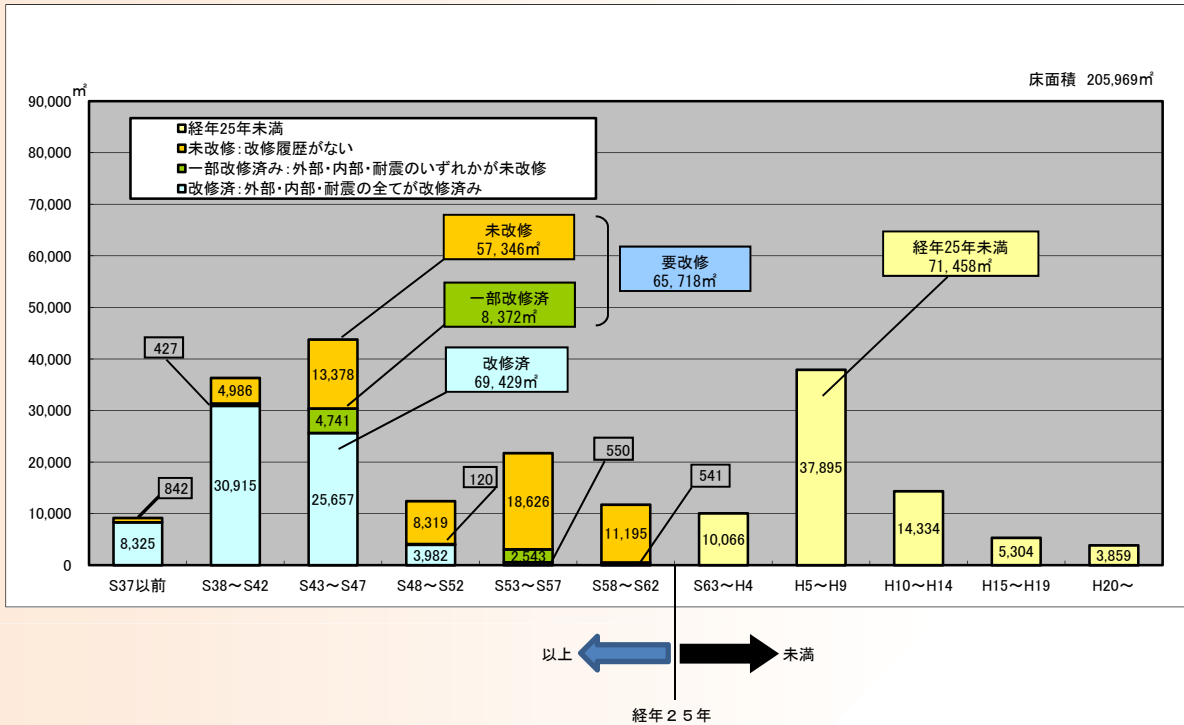 床面積 205,969㎡
㎡
90,000
80,000
70,000
60,000
50,000
40,000
30,000
20,000
10,000
0
経年25年未満
未改修：改修履歴がない
一部改修済み：外部・内部・耐震のいずれかが未改修
改修済：外部・内部・耐震の全てが改修済み
未改修
57,346㎡
一部改修済
8,372㎡
要改修
65,718㎡
改修済
69,429㎡
経年25年未満
71,458㎡
842
8,325
427
4,986
30,915
13,378
4,741
25,657
120
8,319
3,982
550
18,626
2,543
541
11,195
10,066
37,895
14,334
5,304
3,859
S37以前
S38～S42
S43～S47
S48～S52
S53～S57
S58～S62
S63～H4
H5～H9
H10～H14
H15～H19
H20～
以上
未満
経年２５年